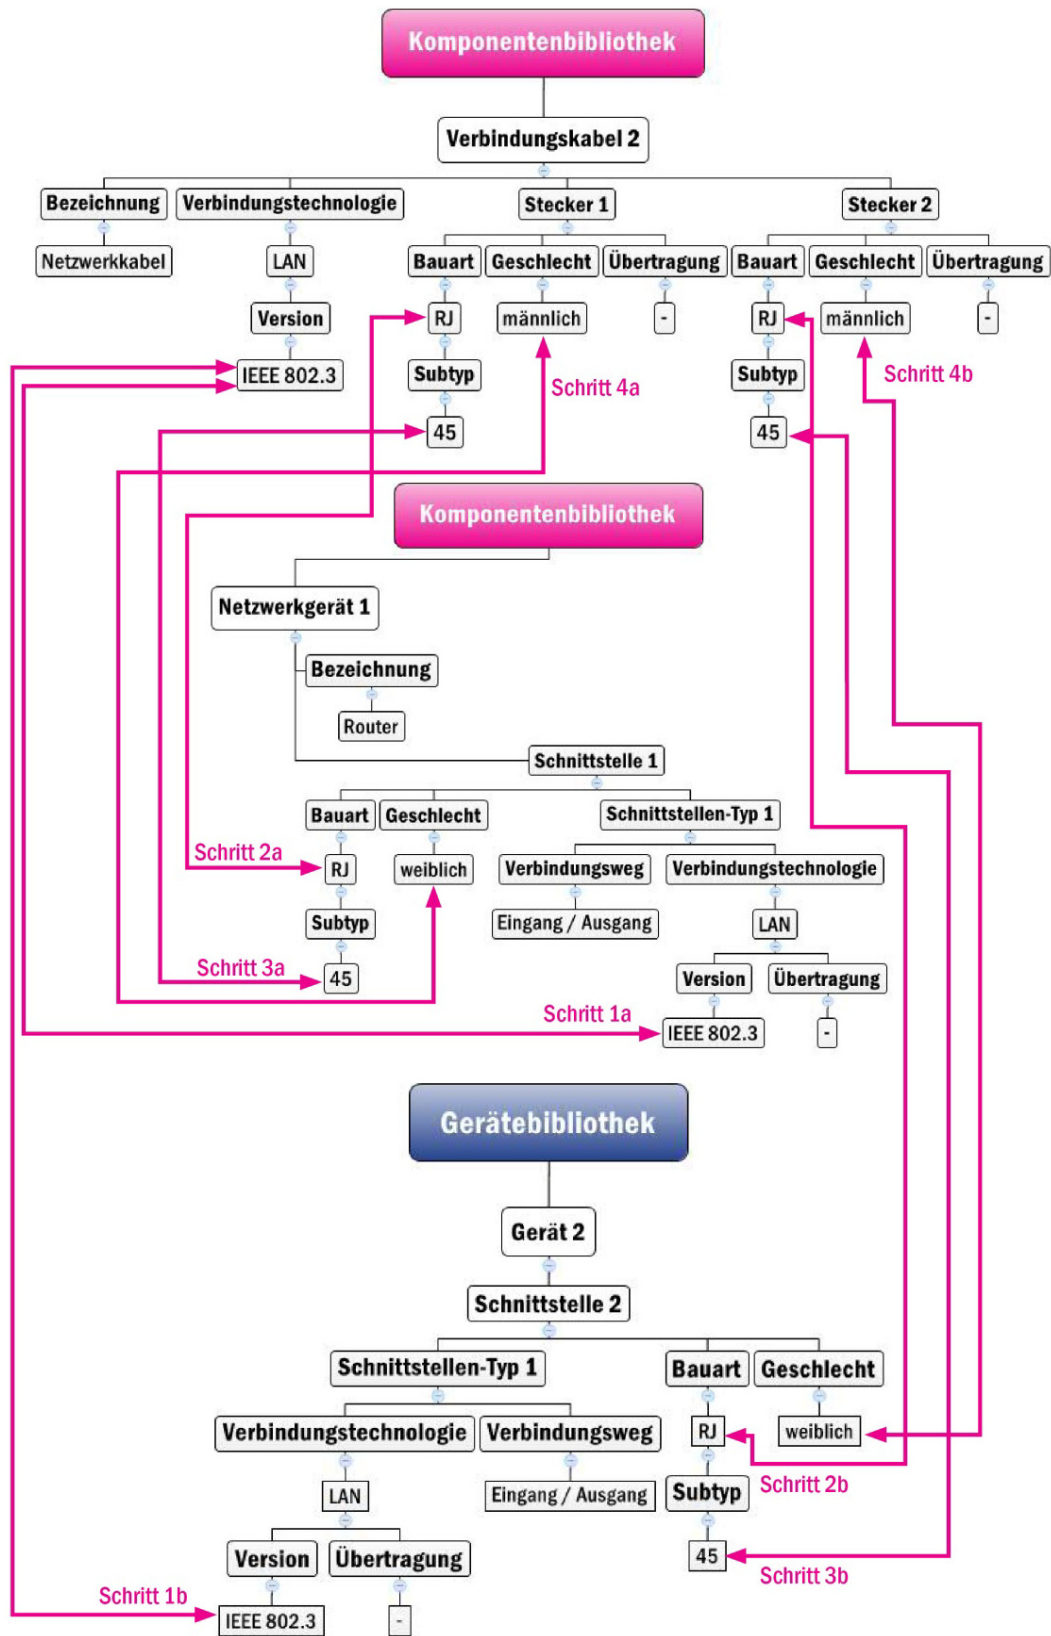 Komponentenbibliothek
Verbindungskabel 2
Bezeichnung Verbindungstechnologie Stecker 1 Stecker 2
Netzwerkkabel LAN Bauart Geschlecht Übertragung Bauart Geschlecht Übertragung
Version RJ männlich - RJ männlich -
IEEE 802.3 Subtyp Schritt 4a Subtyp Schritt 4b
45 45
Komponentenbibliothek
Netzwerkgerät 1
Bezeichnung
Router
Schnittstelle 1
Bauart Geschlecht Schnittstellen-Typ 1
Schritt 2a RJ weiblich Verbindungsweg Verbindungstechnologie
Subtyp Eingang / Ausgang LAN
Schritt 3a 45 Version Übertragung
Schritt 1a IEEE 802.3 -
Gerätebibliothek
Gerät 2
Schnittstelle 2
Schnittstellen-Typ 1 Bauart Geschlecht
Verbindungstechnologie Verbindungsweg RJ weiblich
LAN Eingang / Ausgang Subtyp Schritt 2b
Version Übertragung 45 Schritt 3b
Schritt 1b IEEE 802.3 -